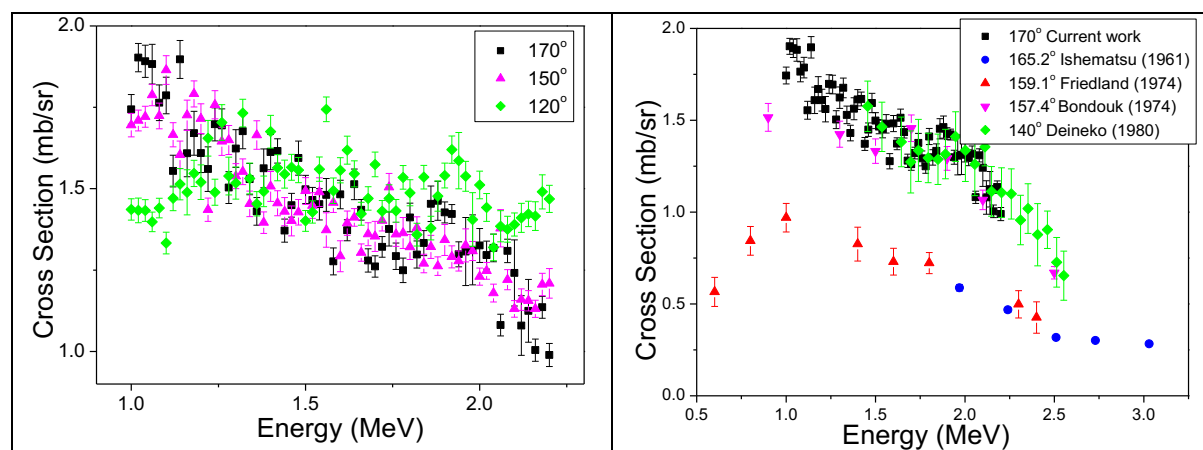 2.0
1.5
1.0
1.0
1.5
2.0
Cross Section (mb/sr)
Energy (MeV)
170°
150°
120°
2.0
1.5
1.0
0.5
0.0
0.5
1.0
1.5
2.0
2.5
3.0
Cross Section (mb/sr)
Energy (MeV)
170° Current work
165.2° Ishematsu (1961)
159.1° Friedland (1974)
157.4° Bondouk (1974)
140° Deineko (1980)